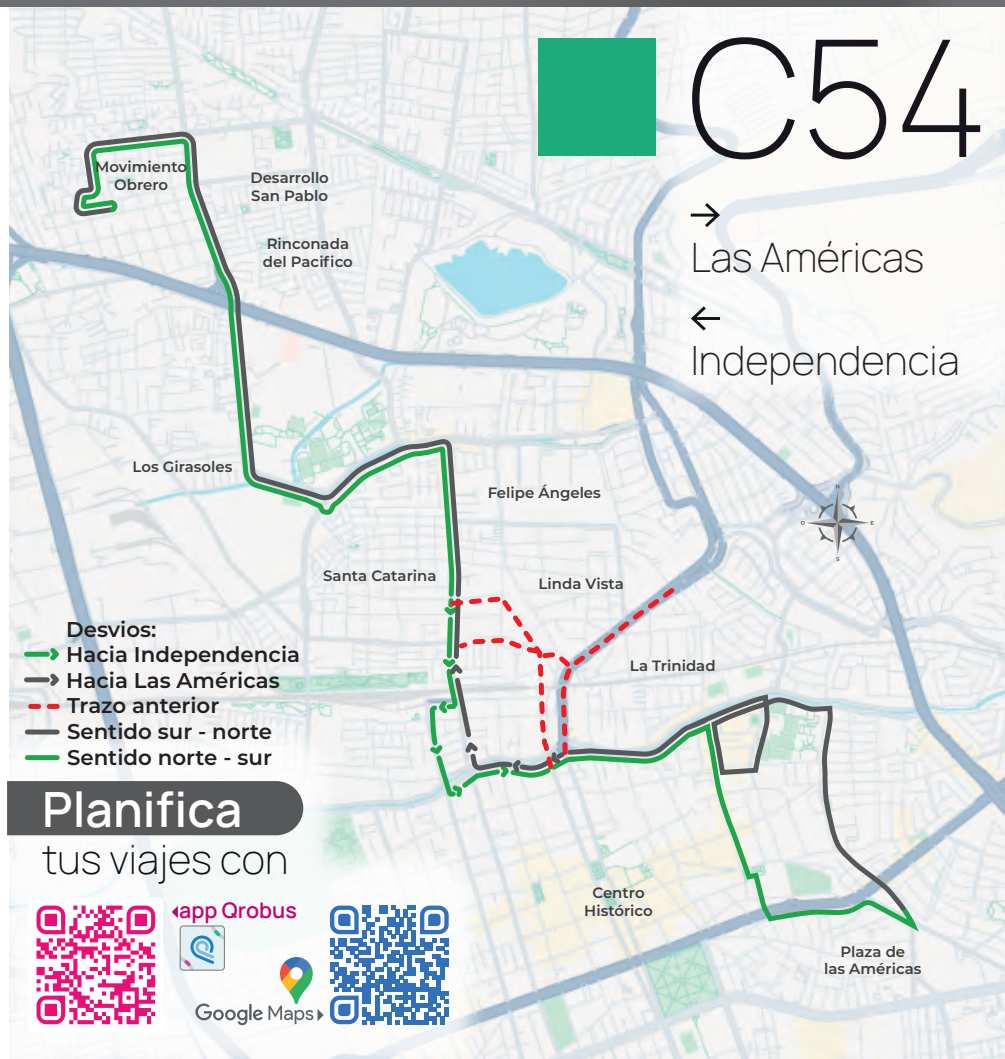 C54
→
Las Américas
←
Independencia
Movimiento
Obrero
Desarrollo
San Pablo
Rinconada
del Pacifico
Los Girasoles
Felipe Ángeles
N
O
E
S
Santa Catarina
Linda Vista
La Trinidad
Desvios:
Hacia Independencia
Hacia Las Américas
Trazo anterior
Sentido sur - norte
Sentido norte - sur
Planifica
tus viajes con
app Qrobus
Google Maps
Centro
Histórico
Plaza de
las Américas